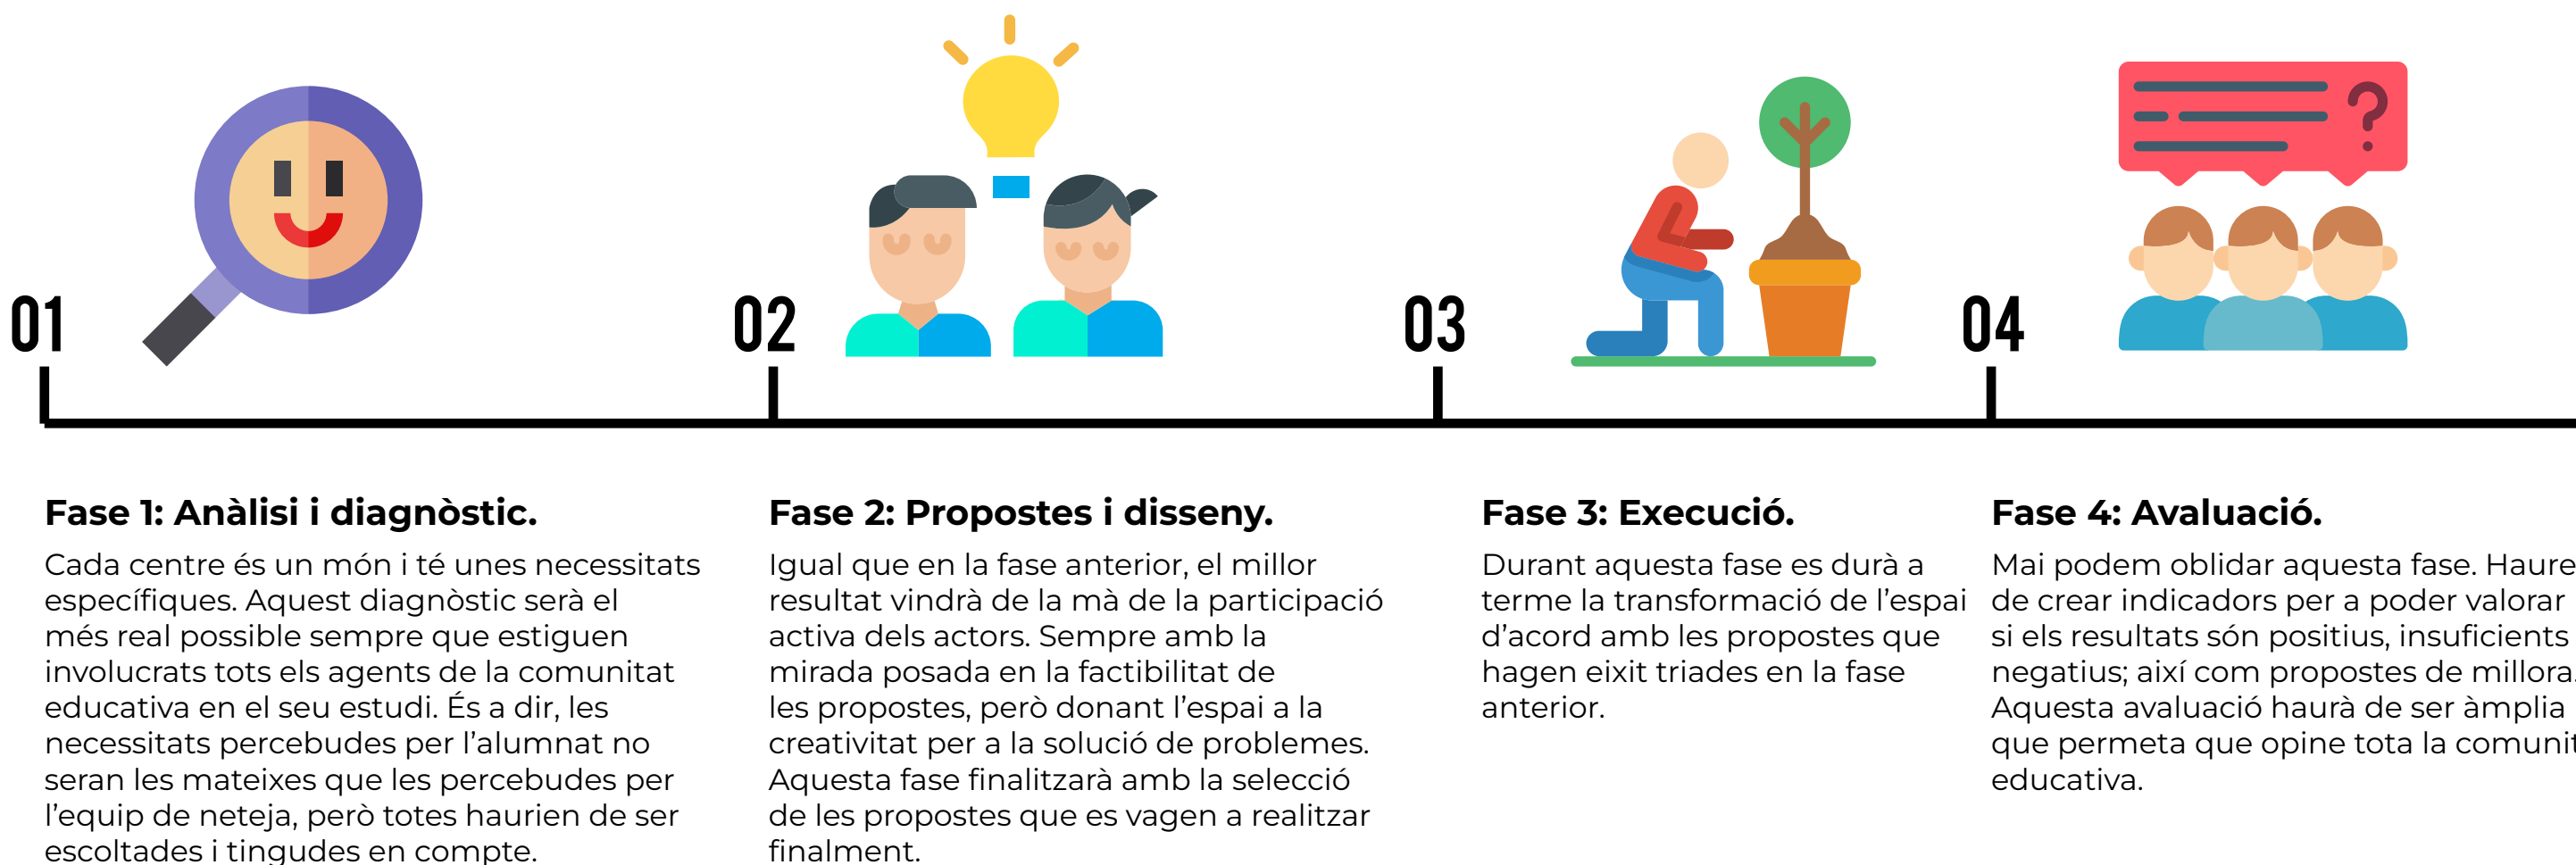 01
02
03
04
?
Fase 1: Anàlisi i diagnòstic.
Cada centre és un món i té unes necessitats
específiques. Aquest diagnòstic serà el
més real possible sempre que estiguen
involucrats tots els agents de la comunitat
educativa en el seu estudi. És a dir, les
necessitats percebudes per l’alumnat no
seran les mateixes que les percebudes per
l’equip de neteja, però totes haurien de ser
escoltades i tingudes en compte.
Fase 2: Propostes i disseny.
Igual que en la fase anterior, el millor
resultat vindrà de la mà de la participació
activa dels actors. Sempre amb la
mirada posada en la factibilitat de
les propostes, però donant l’espai a la
creativitat per a la solució de problemes.
Aquesta fase finalitzarà amb la selecció
de les propostes que es vagen a realitzar
finalment.
Fase 3: Execució.
Durant aquesta fase es durà a
terme la transformació de l’espai
d’acord amb les propostes que
hagen eixit triades en la fase
anterior.
Fase 4: Avaluació.
Mai podem oblidar aquesta fase.
de crear indicadors per a poder valorar
si els resultats són positius, insuficients
negatius; així com propostes de millora.
Aquesta avaluació haurà de ser àmplia
que permeta que opine tota la
educativa.